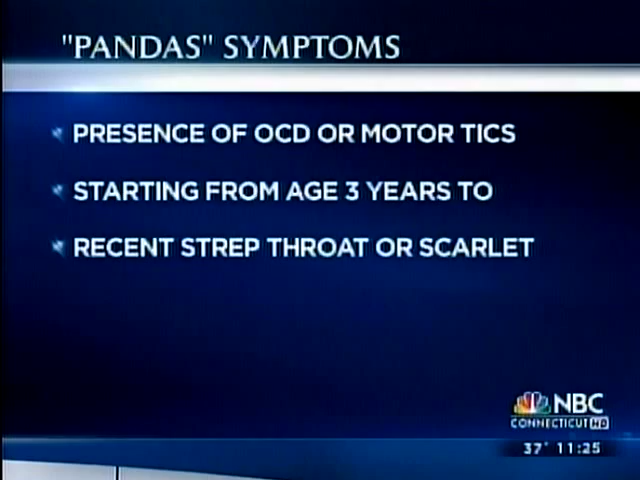 "PANDAS" SYMPTOMS
PRESENCE OF OCD OR MOTOR TICS
STARTING FROM AGE 3 YEARS TO
RECENT STREP THROAT OR SCARLET
NBC
CONNECTICUT HD
37° 11:25